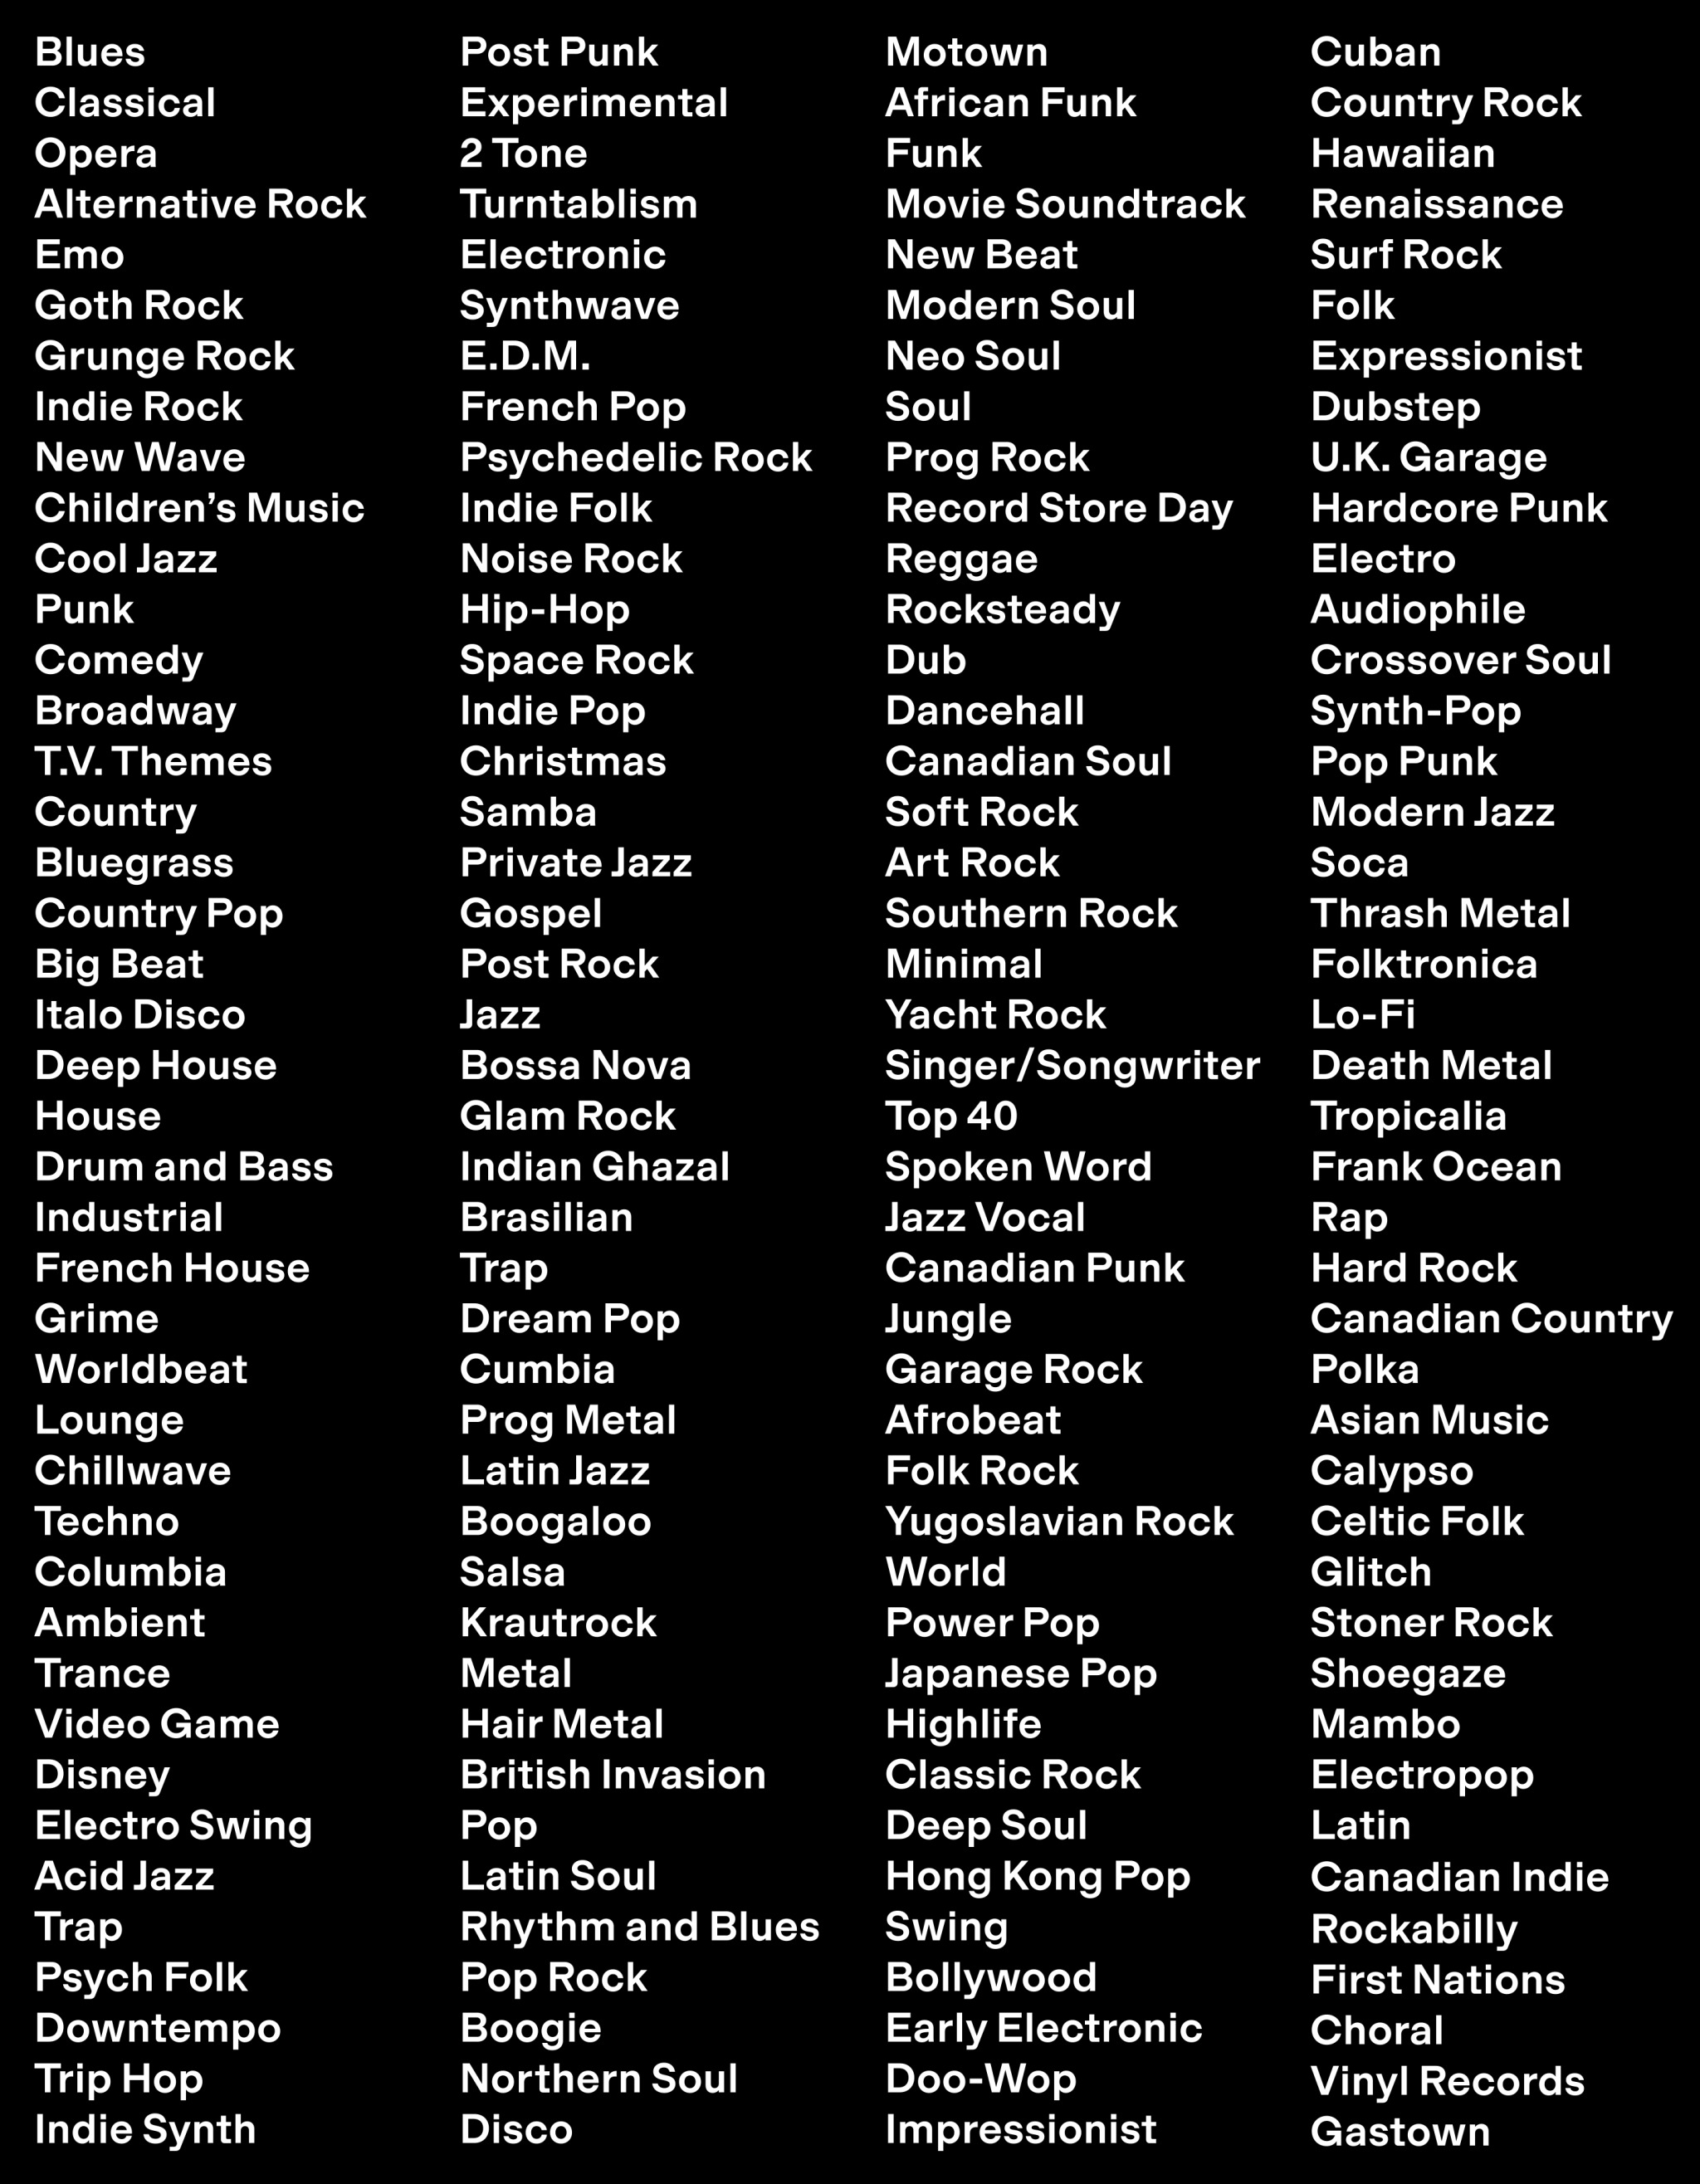 Blues
Classical
Opera
Alternative Rock
Emo
Goth Rock
Grunge Rock
Indie Rock
New Wave
Children’s Music
Cool Jazz
Punk
Comedy
Broadway
T.V. Themes
Country
Bluegrass
Country Pop
Big Beat
Italo Disco
Deep House
House
Drum and Bass
Industrial
French House
Grime
Worldbeat
Lounge
Chillwave
Techno
Columbia
Ambient
Trance
Video Game
Disney
Electro Swing
Acid Jazz
Trap
Psych Folk
Downtempo
Trip Hop
Indie Synth
Post Punk
Experimental
2 Tone
Turntablism
Electronic
Synthwave
E.D.M.
French Pop
Psychedelic Rock
Indie Folk
Noise Rock
Hip-Hop
Space Rock
Indie Pop
Christmas
Samba
Private Jazz
Gospel
Post Rock
Jazz
Bossa Nova
Glam Rock
Indian Ghazal
Brasilian
Trap
Dream Pop
Cumbia
Prog Metal
Latin Jazz
Boogaloo
Salsa
Krautrock
Metal
Hair Metal
British Invasion
Pop
Latin Soul
Rhythm and Blues
Pop Rock
Boogie
Northern Soul
Disco
Motown
African Funk
Funk
Movie Soundtrack
New Beat
Modern Soul
Neo Soul
Soul
Prog Rock
Record Store Day
Reggae
Rocksteady
Dub
Dancehall
Canadian Soul
Soft Rock
Art Rock
Southern Rock
Minimal
Yacht Rock
Singer/Songwriter
Top 40
Spoken Word
Jazz Vocal
Canadian Punk
Jungle
Garage Rock
Afrobeat
Folk Rock
Yugoslavian Rock
World
Power Pop
Japanese Pop
Highlife
Classic Rock
Deep Soul
Hong Kong Pop
Swing
Bollywood
Early Electronic
Doo-Wop
Impressionist
Cuban
Country Rock
Hawaiian
Renaissance
Surf Rock
Folk
Expressionist
Dubstep
U.K. Garage
Hardcore Punk
Electro
Audiophile
Crossover Soul
Synth-Pop
Pop Punk
Modern Jazz
Soca
Thrash Metal
Folktronica
Lo-Fi
Death Metal
Tropicalia
Frank Ocean
Rap
Hard Rock
Canadian Country
Polka
Asian Music
Calypso
Celtic Folk
Glitch
Stoner Rock
Shoegaze
Mambo
Electropop
Latin
Canadian Indie
Rockabilly
First Nations
Choral
Vinyl Records
Gastown